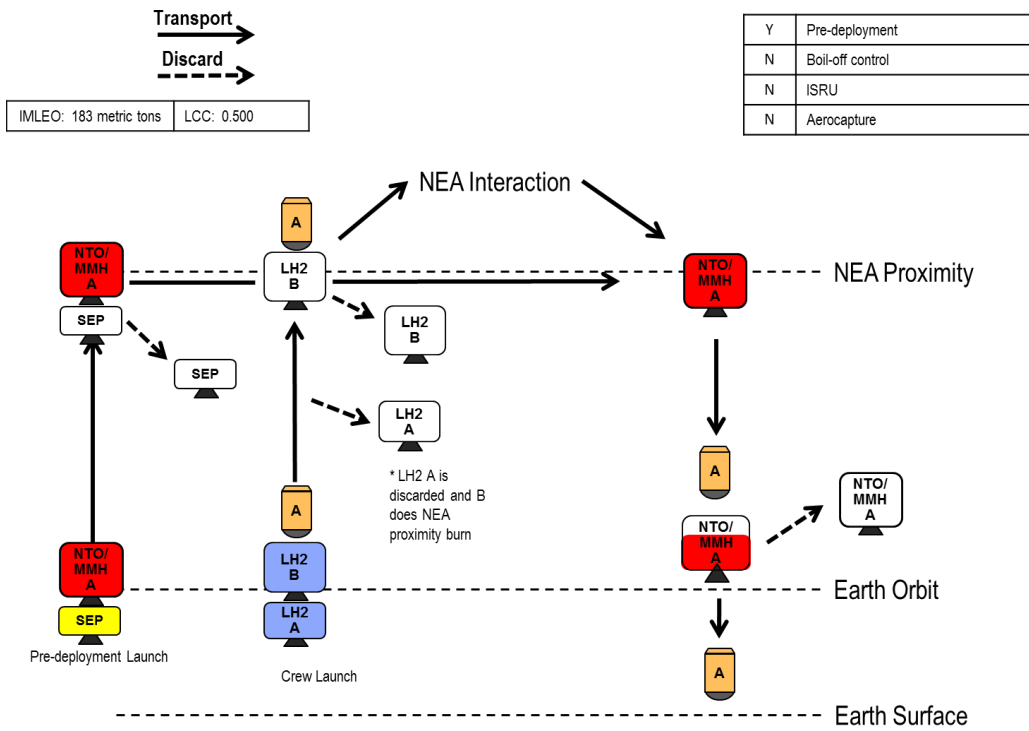 Transport
Discard
IMLEO: 183 metric tons LCC: 0.500
Y Pre-deployment
N Boil-off control
N ISRU
N Aerocapture
NEA Interaction
A
NTO/
MMH
A
LH2
B
NTO/
MMH
A
NEA Proximity
SEP
LH2
B
SEP
LH2
A
* LH2 A is
discarded and B
does NEA
proximity burn
A
A
NTO/
MMH
A
NTO/
MMH
A
LH2
B
NTO/
MMH
A
Earth Orbit
SEP
LH2
A
Pre-deployment Launch
Crew Launch
A
Earth Surface